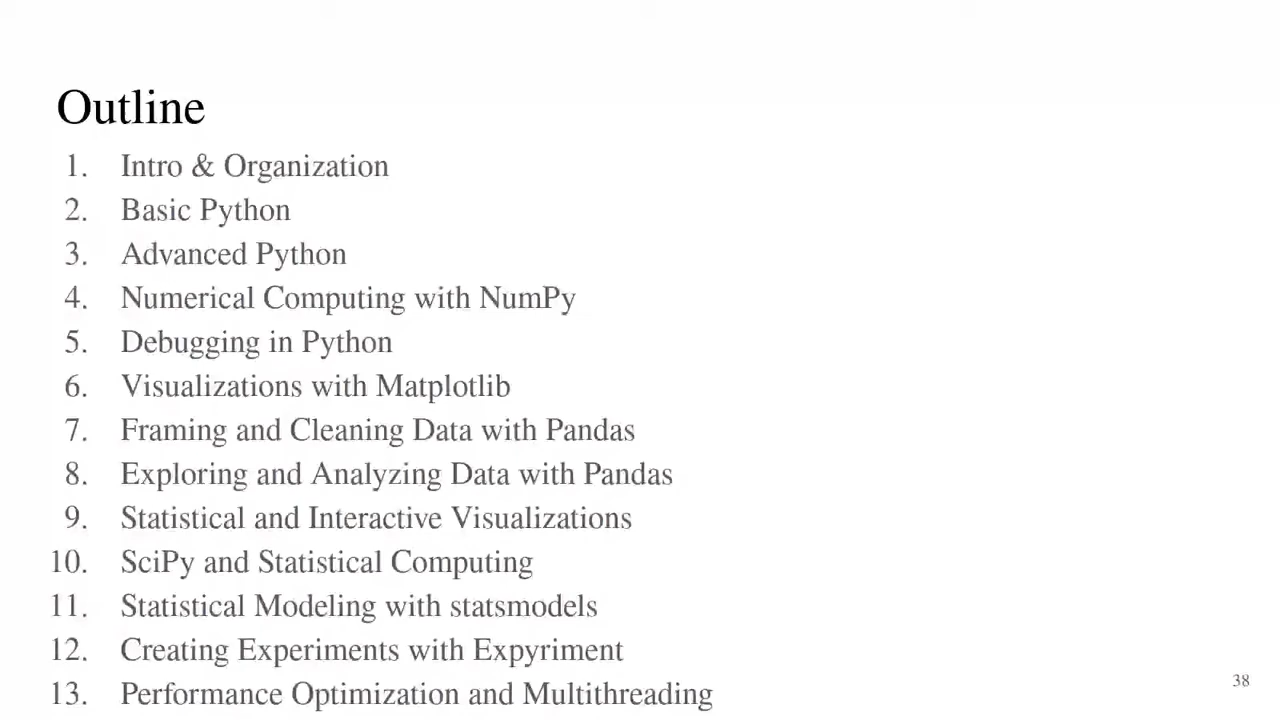 Outline
1. Intro & Organization
2. Basic Python
3. Advanced Python
4. Numerical Computing with NumPy
5. Debugging in Python
6. Visualizations with Matplotlib
7. Framing and Cleaning Data with Pandas
8. Exploring and Analyzing Data with Pandas
9. Statistical and Interactive Visualizations
10. SciPy and Statistical Computing
11. Statistical Modeling with statsmodels
12. Creating Experiments with Expyriment
13. Performance Optimization and Multithreading
38